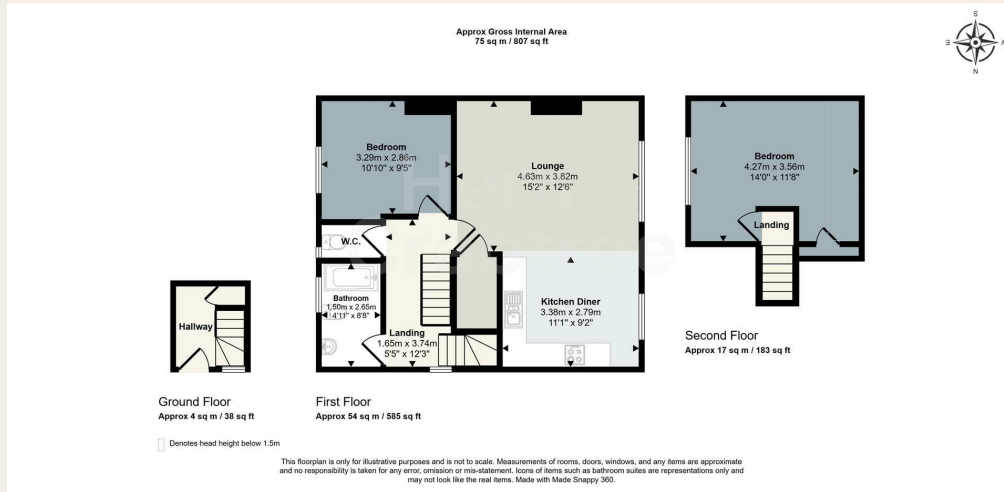 Approx Gross Internal Area
75 sq m / 807 sq ft
S
E
N
Bedroom
3.29m x 2.86m
10'10" x 9'5"
Lounge
4.63m x 3.82m
15'2" x 12'6"
Bedroom
4.27m x 3.56m
14'0" x 11'8"
Landing
W.C.
Bathroom
1.50m x 2.65m
4'11" x 8'8"
Landing
1.65m x 3.74m
5'5" x 12'3"
Kitchen Diner
3.38m x 2.79m
11'1" x 9'2"
Hallway
Second Floor
Approx 17 sq m / 183 sq ft
Ground Floor
Approx 4 sq m / 38 sq ft
First Floor
Approx 54 sq m / 585 sq ft
Denotes head height below 1.5m
This floorplan is only for illustrative purposes and is not to scale. Measurements of rooms, doors, windows, and any items are approximate
and no responsibility is taken for any error, omission or mis-statement. Icons of items such as bathroom suites are representations only and
may not look like the real items. Made with Made Snappy 360.